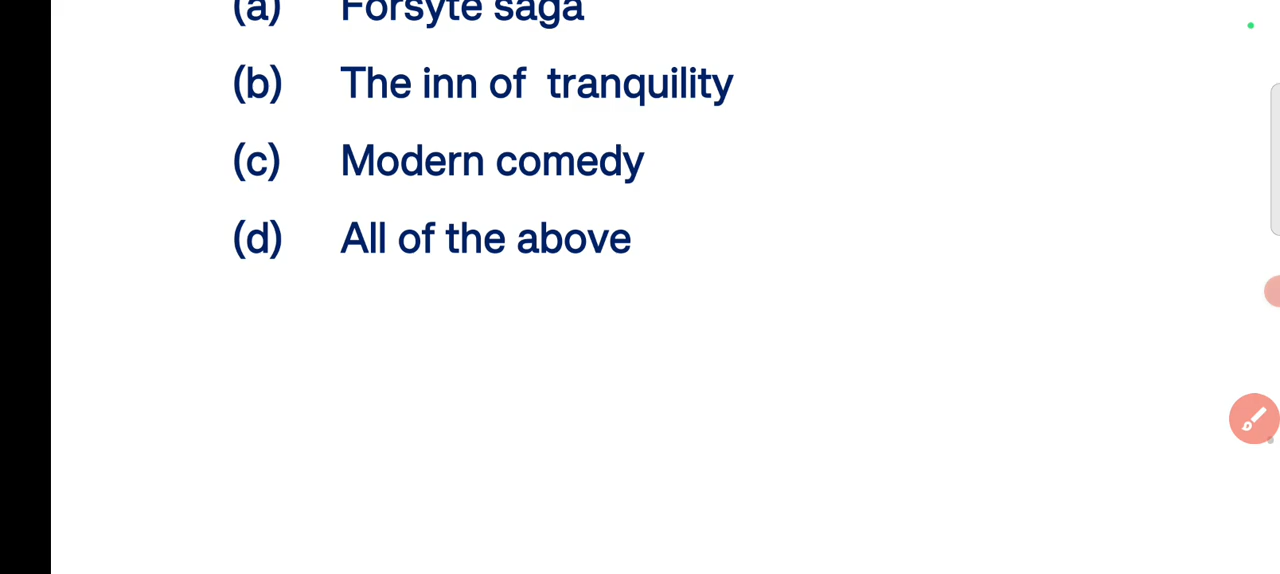 (a) Forsyte saga
(b) The inn of tranquility
(c) Modern comedy
(d) All of the above